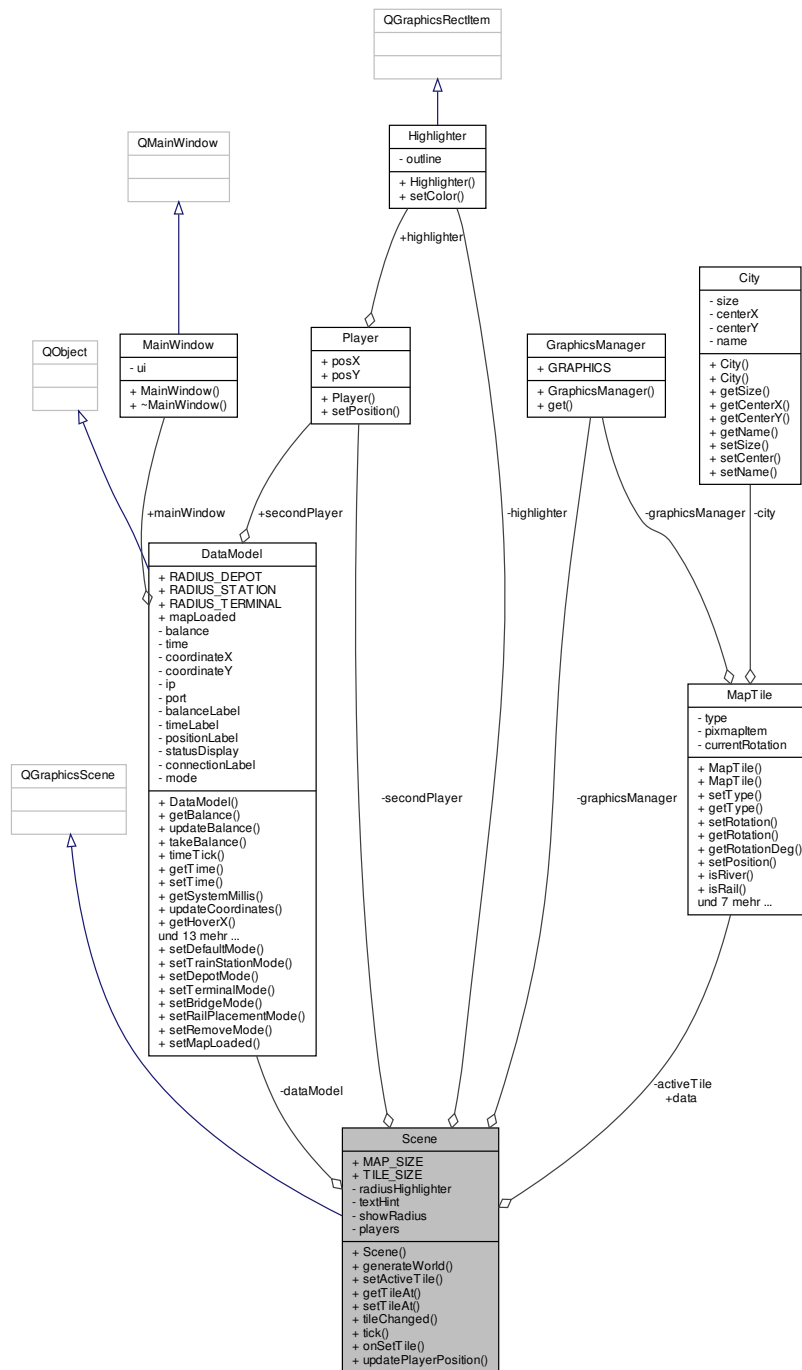 QGraphicsRectItem
Highlighter
- outline
+ Highlighter()
+ setColor()
QMainWindow
+highlighter
City
- size
- centerX
- centerY
- name
+ City()
+ City()
+ getSize()
+ getCenterX()
+ getCenterY()
+ getName()
+ setSize()
+ setCenter()
+ setName()
MainWindow
- ui
+ MainWindow()
+ ~MainWindow()
Player
+ posX
+ posY
+ Player()
+ setPosition()
GraphicsManager
+ GRAPHICS
+ GraphicsManager()
+ get()
QObject
+mainWindow
+secondPlayer
-highlighter
-graphicsManager
-city
DataModel
+ RADIUS_DEPOT
+ RADIUS_STATION
+ RADIUS_TERMINAL
+ mapLoaded
- balance
- time
- coordinateX
- coordinateY
- ip
- port
- balanceLabel
- timeLabel
- positionLabel
- statusDisplay
- connectionLabel
- mode
+ DataModel()
+ getBalance()
+ updateBalance()
+ takeBalance()
+ timeTick()
+ getTime()
+ setTime()
+ getSystemMillis()
+ updateCoordinates()
+ getHoverX()
und 13 mehr ...
+ setDefaultMode()
+ setTrainStationMode()
+ setDepotMode()
+ setTerminalMode()
+ setBridgeMode()
+ setRailPlacementMode()
+ setRemoveMode()
+ setMapLoaded()
MapTile
- type
- pixmapItem
- currentRotation
+ MapTile()
+ MapTile()
+ setType()
+ getType()
+ setRotation()
+ getRotation()
+ getRotationDeg()
+ setPosition()
+ isRiver()
+ isRail()
und 7 mehr ...
QGraphicsScene
-secondPlayer
-graphicsManager
-dataModel
-activeTile
+data
Scene
+ MAP_SIZE
+ TILE_SIZE
- radiusHighlighter
- textHint
- showRadius
- players
+ Scene()
+ generateWorld()
+ setActiveTile()
+ getTileAt()
+ setTileAt()
+ tileChanged()
+ tick()
+ onSetTile()
+ updatePlayerPosition()